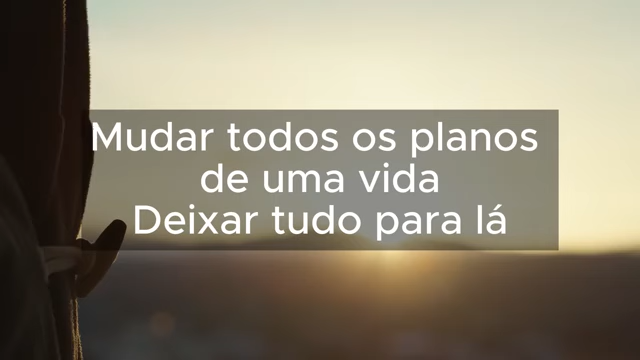 Mudar todos os planos
de uma vida
Deixar tudo para lá